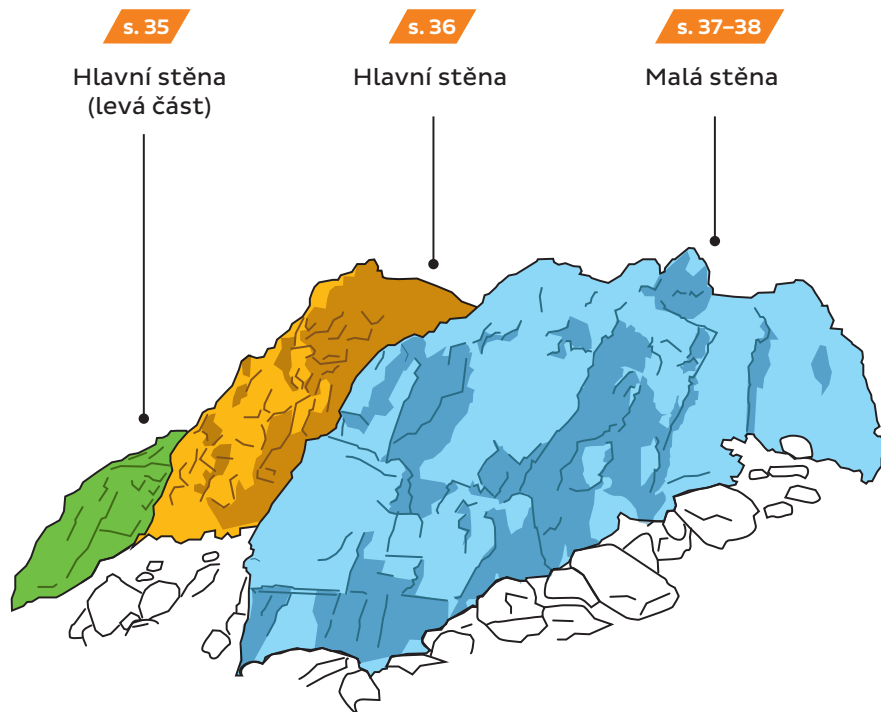 s. 35
Hlavní stěna
(levá část)
s. 36
Hlavní stěna
s. 37–38
Malá stěna